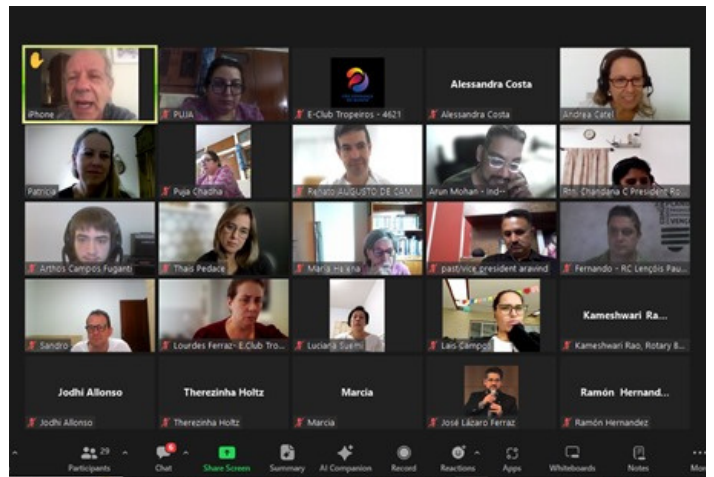 iPhone
PUJA
E-Club Tropeiros - 4621
Alessandra Costa
Alessandra Costa
Andrea Catel
Patricia
Puja Chadha
Renato AUGUSTO DE CAM...
Arun Mohan - Ind--
Rtn. Chandana C President Ro...
Arthos Campos Fuganti
Thais Pedace
Maria Helena
past/vice president aravind
Fernando - RC Lençóis Pau...
Sandro
Lourdes Ferraz- E.Club Tro...
Luciana Suemi
Lais Campos
Kameshwari Ra...
Kameshwari Rao, Rotary B...
Jodhi Allonso
Jodhi Allonso
Therezinha Holtz
Therezinha Holtz
Marcia
Marcia
José Lázaro Ferraz
Ramón Hernand...
Ramón Hernandez
29
Participants
6
Chat
Share Screen
Summary
AI Companion
Record
Reactions
Apps
Whiteboards
Notes